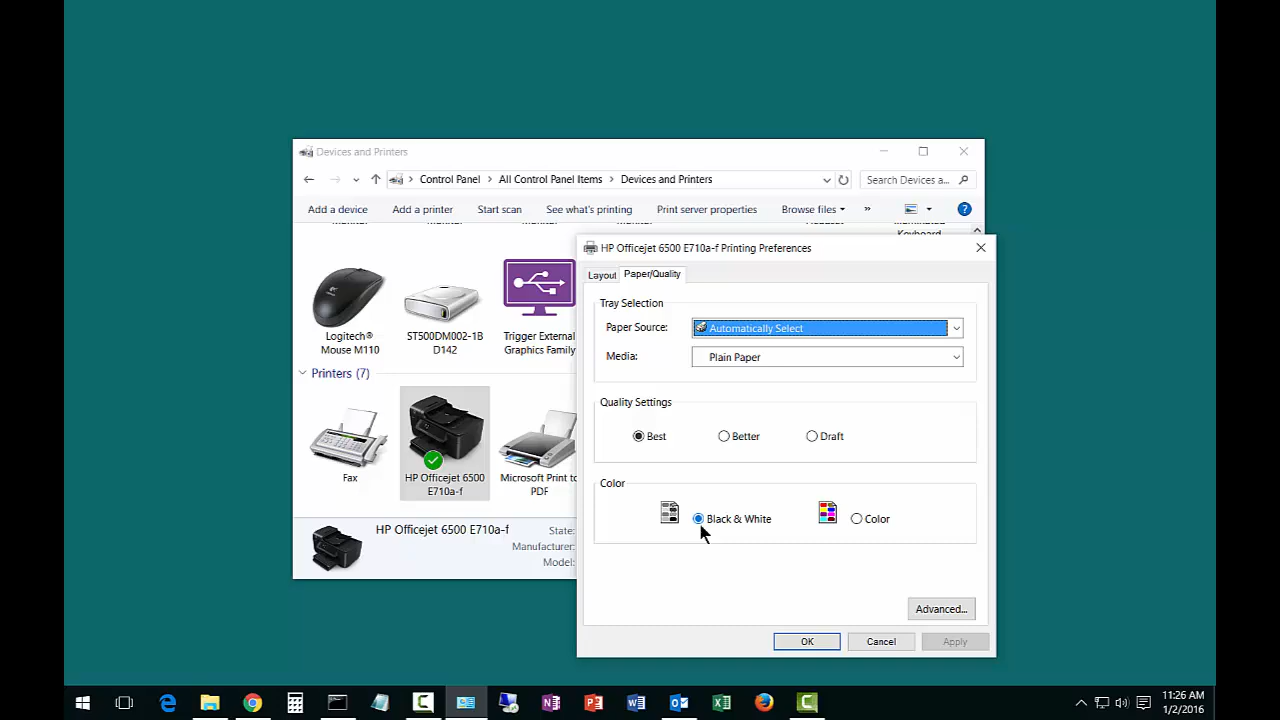 Devices and Printers
Control Panel > All Control Panel Items > Devices and Printers
Search Devices a...
Add a device Add a printer Start scan See what's printing Print server properties Browse files »
Keyboard
HP Officejet 6500 E710a-f Printing Preferences
Layout Paper/Quality
Tray Selection
Paper Source: Automatically Select
Media: Plain Paper
Quality Settings
Best Better Draft
Color
Black & White Color
Advanced...
OK Cancel Apply
Logitech®
Mouse M110
ST500DM002-1B
D142
Trigger External
Graphics Family
Printers (7)
Fax
HP Officejet 6500
E710a-f
Microsoft Print to
PDF
HP Officejet 6500 E710a-f
State:
Manufacturer:
Model:
11:26 AM
1/2/2016